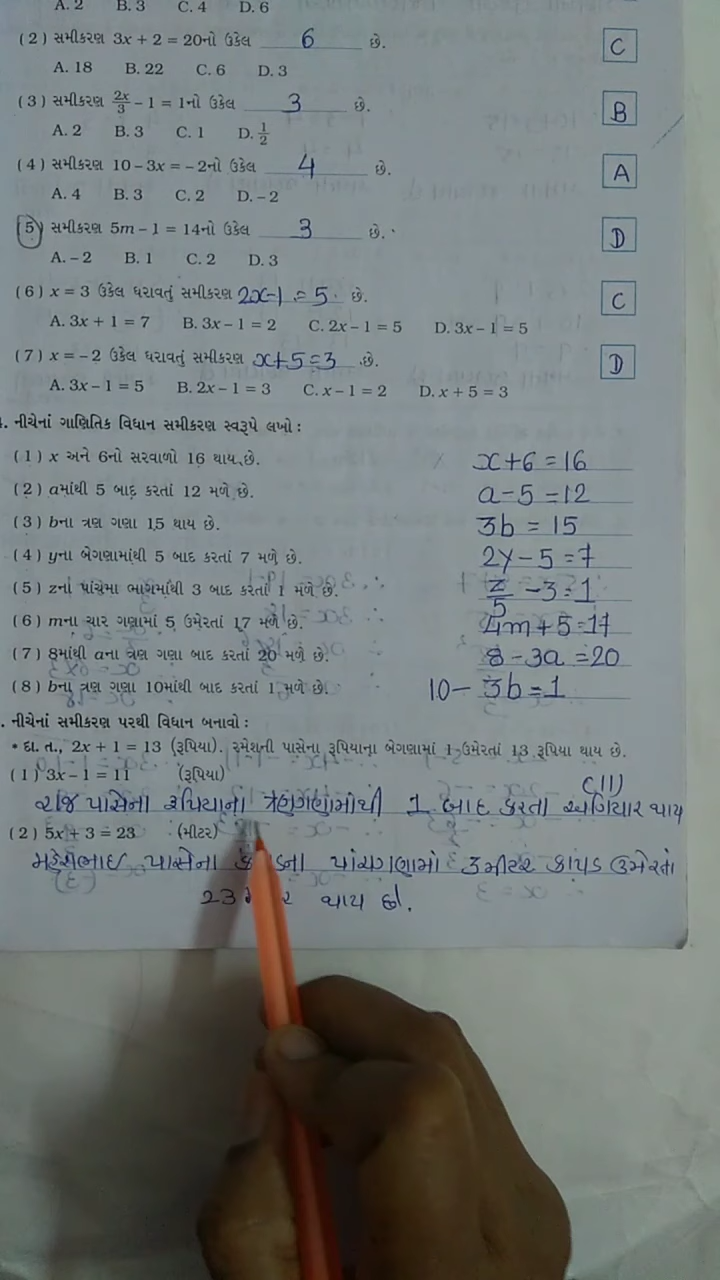 A. 2 B. 3 C. 4 D. 6
(2) સમીકરણ 3x + 2 = 20નો ઉકેલ 6 છે. C
A. 18 B. 22 C. 6 D. 3
(3) સમીકરણ 2x/3 − 1 = 1નો ઉકેલ 3 છે. B
A. 2 B. 3 C. 1 D. 1/2
(4) સમીકરણ 10 − 3x = − 2નો ઉકેલ 4 છે. A
A. 4 B. 3 C. 2 D. − 2
(5) સમીકરણ 5m − 1 = 14નો ઉકેલ 3 છે. D
A. − 2 B. 1 C. 2 D. 3
(6) x = 3 ઉકેલ ધરાવતું સમીકરણ 2x-1 = 5 છે. C
A. 3x + 1 = 7 B. 3x − 1 = 2 C. 2x − 1 = 5 D. 3x − 1 = 5
(7) x = − 2 ઉકેલ ધરાવતું સમીકરણ x+5=3 છે. D
A. 3x − 1 = 5 B. 2x − 1 = 3 C. x − 1 = 2 D. x + 5 = 3
નીચેનાં ગાણિતિક વિધાન સમીકરણ સ્વરૂપે લખો :
(1) x અને 6નો સરવાળો 16 થાય છે. x+6=16
(2) aમાંથી 5 બાદ કરતાં 12 મળે છે. a-5=12
(3) bના ત્રણ ગણા 15 થાય છે. 3b = 15
(4) yના બેગણામાંથી 5 બાદ કરતાં 7 મળે છે. 2y-5=7
(5) zના પાંચમા ભાગમાંથી 3 બાદ કરતાં 1 મળે છે. z/5 -3=1
(6) mના ચાર ગણામાં 5 ઉમેરતાં 17 મળે છે. 4m+5=17
(7) 8માંથી aના ત્રણ ગણા બાદ કરતાં 20 મળે છે. 8-3a=20
(8) bના ત્રણ ગણા 10માંથી બાદ કરતાં 1 મળે છે. 10-3b=1
નીચેનાં સમીકરણ પરથી વિધાન બનાવો :
• દા. ત., 2x + 1 = 13 (રૂપિયા). રમેશની પાસેના રૂપિયાના બેગણામાં 1 ઉમેરતાં 13 રૂપિયા થાય છે.
(1) 3x − 1 = 11 (રૂપિયા) (11)
રાજ પાસેના રૂપિયાના ત્રણગણામાંથી 1 બાદ કરતા અગિયાર થાય
(2) 5x + 3 = 23 (મીટર)
મહેશભાઇ પાસેના પાંચગણામાં 3 મીટર કાપડ ઉમેરતા
23 થાય છે.